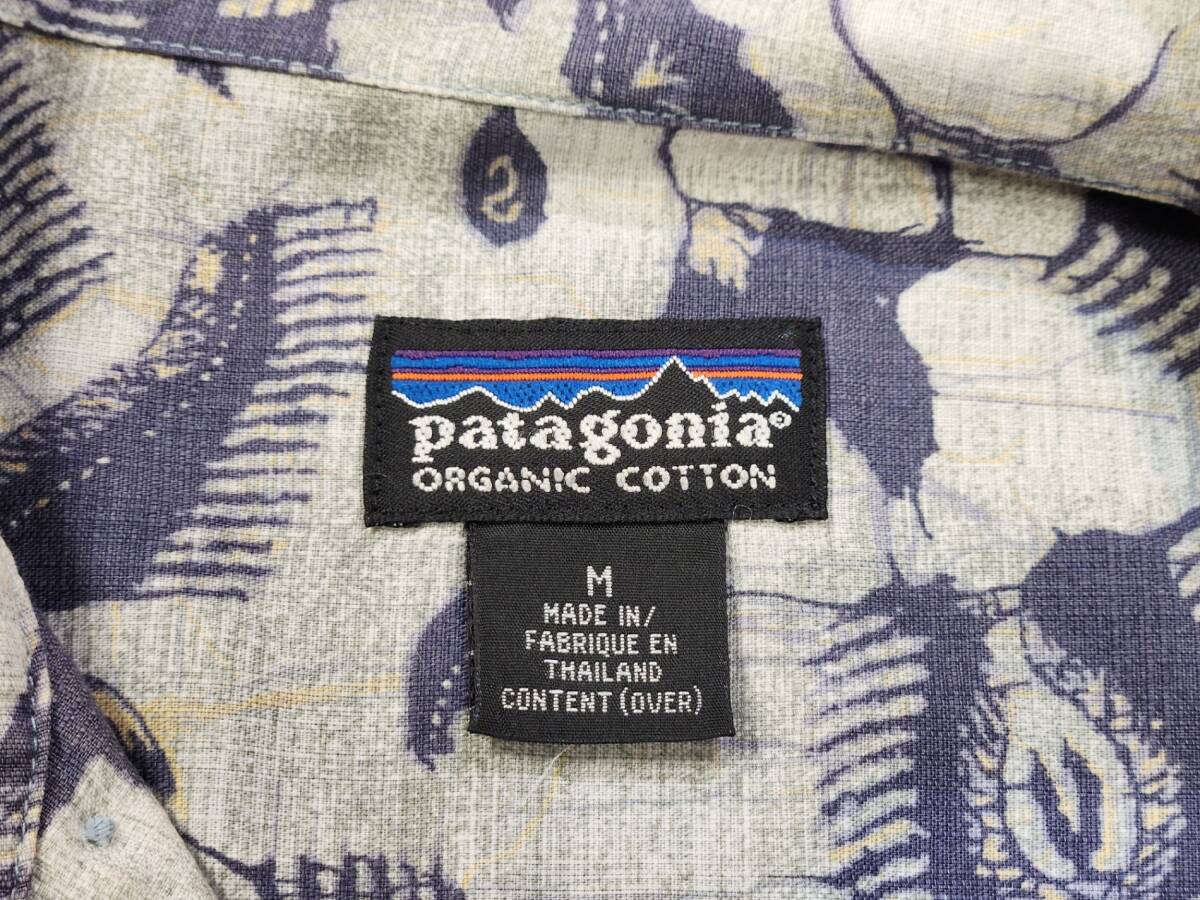 patagonia®
ORGANIC COTTON
M
MADE IN/
FABRIQUE EN
THAILAND
CONTENT (OVER)